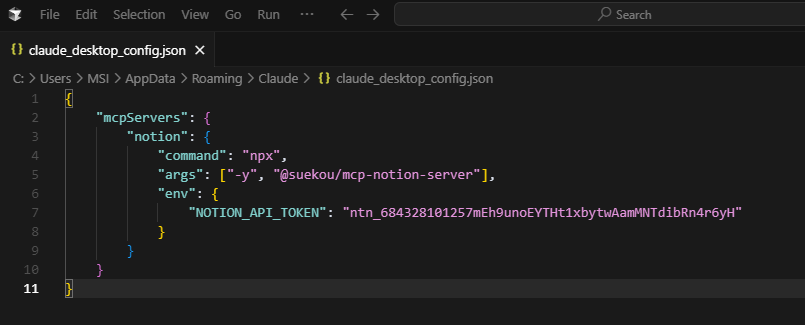 File Edit Selection View Go Run ... Search
claude_desktop_config.json
C: > Users > MSI > AppData > Roaming > Claude > {} claude_desktop_config.json
1 {
2 "mcpServers": {
3 "notion": {
4 "command": "npx",
5 "args": ["-y", "@suekou/mcp-notion-server"],
6 "env": {
7 "NOTION_API_TOKEN": "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"
8 }
9 }
10 }
11 }